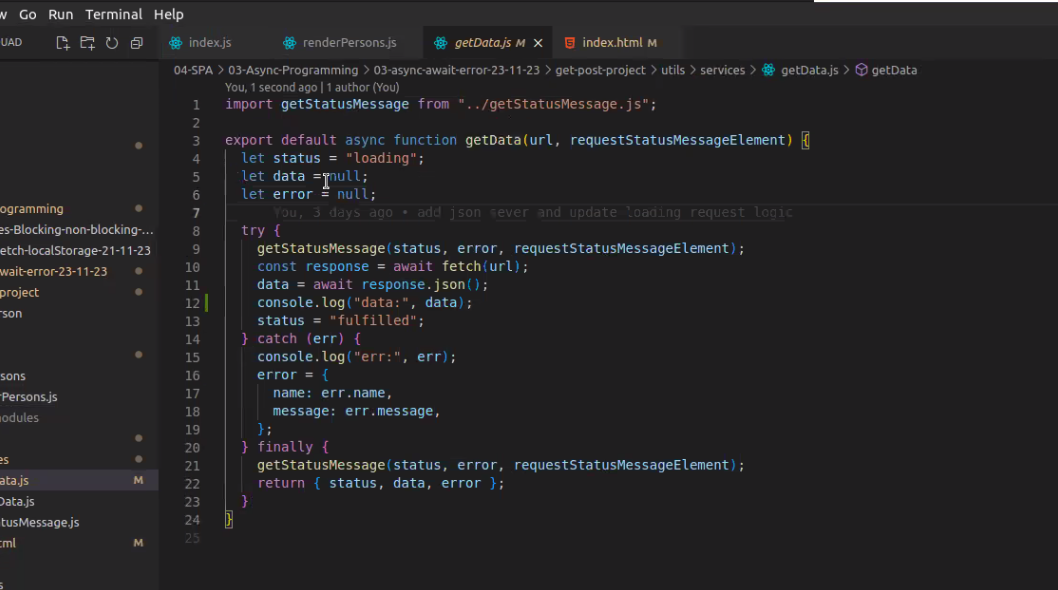 w Go Run Terminal Help
QUAD
index.js renderPersons.js getData.js M index.html M
04-SPA > 03-Async-Programming > 03-async-await-error-23-11-23 > get-post-project > utils > services > getData.js > getData
You, 1 second ago | 1 author (You)
1 import getStatusMessage from "../getStatusMessage.js";
2
3 export default async function getData(url, requestStatusMessageElement) {
4 let status = "loading";
5 let data = null;
6 let error = null;
7 You, 3 days ago • add json sever and update loading request logic
8 try {
9 getStatusMessage(status, error, requestStatusMessageElement);
10 const response = await fetch(url);
11 data = await response.json();
12 console.log("data:", data);
13 status = "fulfilled";
14 } catch (err) {
15 console.log("err:", err);
16 error = {
17 name: err.name,
18 message: err.message,
19 };
20 } finally {
21 getStatusMessage(status, error, requestStatusMessageElement);
22 return { status, data, error };
23 }
24 }
25
ogramming
es-Blocking-non-blocking-...
etch-localStorage-21-11-23
wait-error-23-11-23
project
rson
sons
rPersons.js
modules
es
ata.js M
Data.js
tusMessage.js
tml M
s